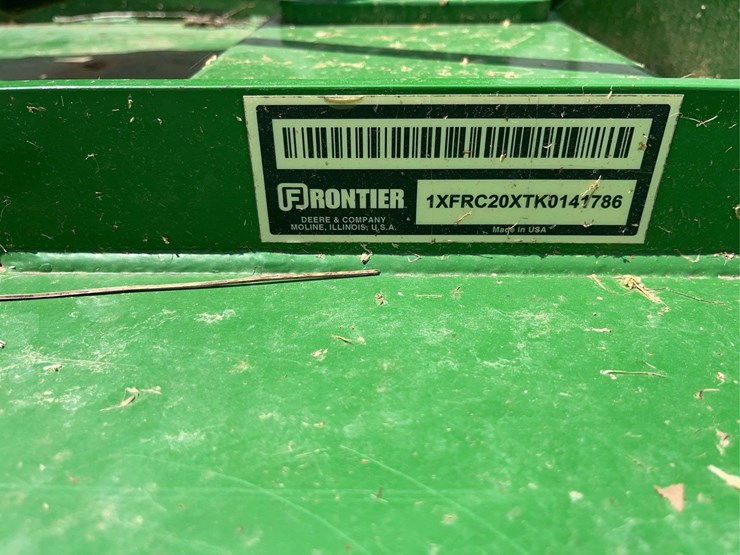 FRONTIER
DEERE & COMPANY
MOLINE, ILLINOIS, U.S.A.
1XFRC20XTK0141786
Made in USA